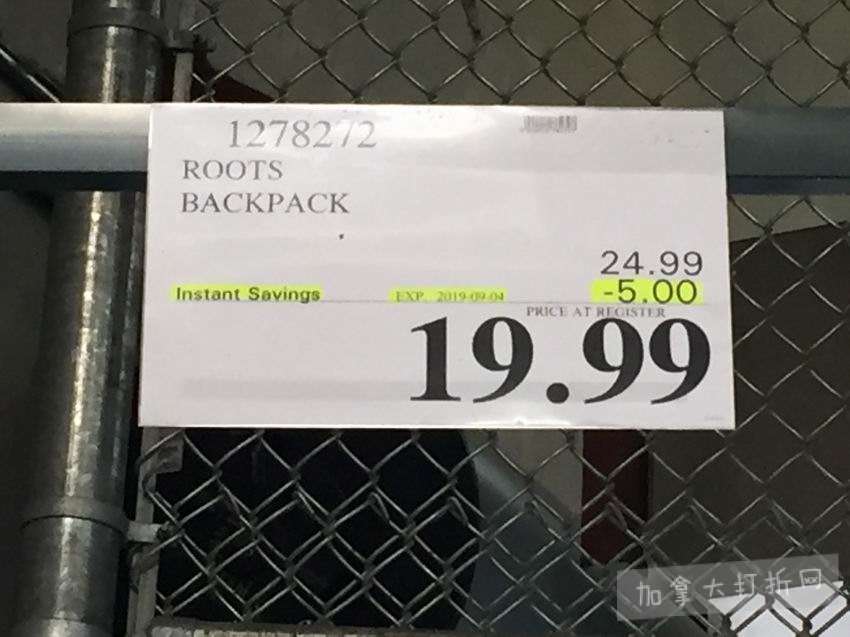 1278272
ROOTS
BACKPACK
24.99
Instant Savings EXP. 2019-09-04 -5.00
PRICE AT REGISTER
19.99
加拿大打折网